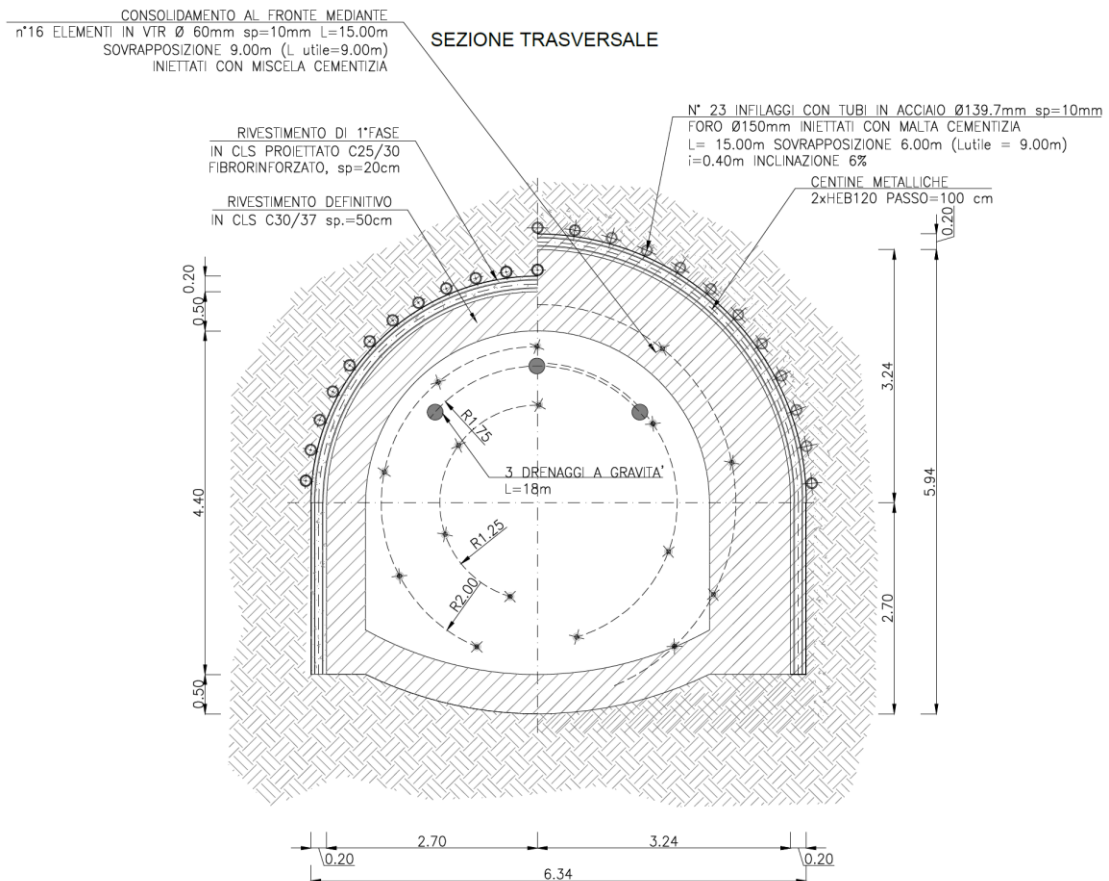 CONSOLIDAMENTO AL FRONTE MEDIANTE
n°16 ELEMENTI IN VTR Ø 60mm sp=10mm L=15.00m
SOVRAPPOSIZIONE 9.00m (L utile=9.00m)
INIETTATI CON MISCELA CEMENTIZIA
SEZIONE TRASVERSALE
N° 23 INFILAGGI CON TUBI IN ACCIAIO Ø139.7mm sp=10mm
FORO Ø150mm INIETTATI CON MALTA CEMENTIZIA
L= 15.00m SOVRAPPOSIZIONE 6.00m (Lutile = 9.00m)
i=0.40m INCLINAZIONE 6%
RIVESTIMENTO DI 1°FASE
IN CLS PROIETTATO C25/30
FIBRORINFORZATO, sp=20cm
CENTINE METALLICHE
2xHEB120 PASSO=100 cm
RIVESTIMENTO DEFINITIVO
IN CLS C30/37 sp.=50cm
0.20
0.20
0.50
3.24
R1.75
3 DRENAGGI A GRAVITA'
L=18m
5.94
4.40
R1.25
R2.00
2.70
0.50
2.70
3.24
0.20
0.20
6.34